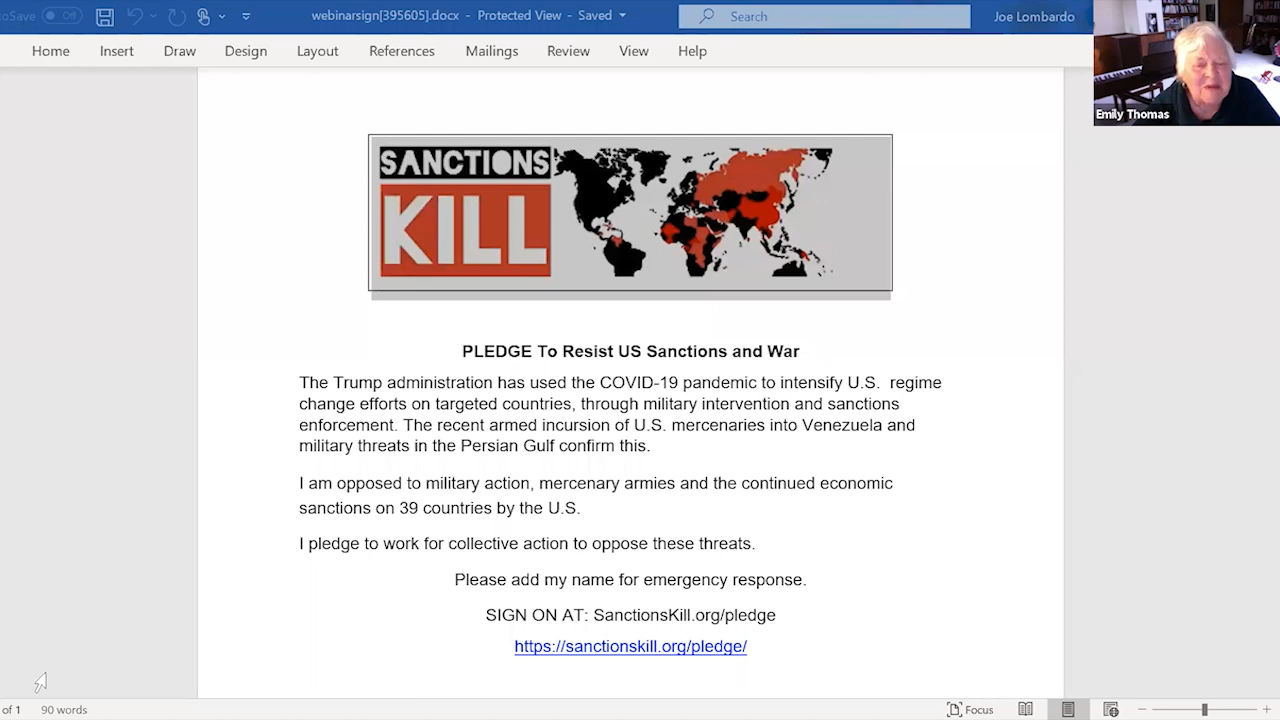 oSave Off webinarsign[395605].docx - Protected View - Saved Search Joe Lombardo
Home Insert Draw Design Layout References Mailings Review View Help
Emily Thomas
SANCTIONS
KILL
PLEDGE To Resist US Sanctions and War
The Trump administration has used the COVID-19 pandemic to intensify U.S. regime
change efforts on targeted countries, through military intervention and sanctions
enforcement. The recent armed incursion of U.S. mercenaries into Venezuela and
military threats in the Persian Gulf confirm this.
I am opposed to military action, mercenary armies and the continued economic
sanctions on 39 countries by the U.S.
I pledge to work for collective action to oppose these threats.
Please add my name for emergency response.
SIGN ON AT: SanctionsKill.org/pledge
https://sanctionskill.org/pledge/
of 1 90 words Focus